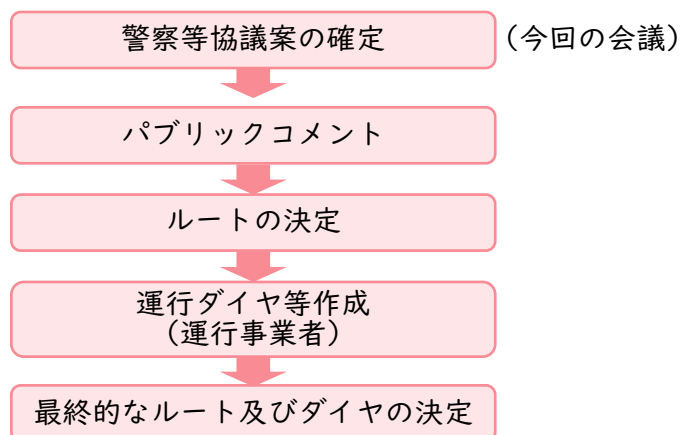 警察等協議案の確定 (今回の会議)
パブリックコメント
ルートの決定
運行ダイヤ等作成
(運行事業者)
最終的なルート及びダイヤの決定